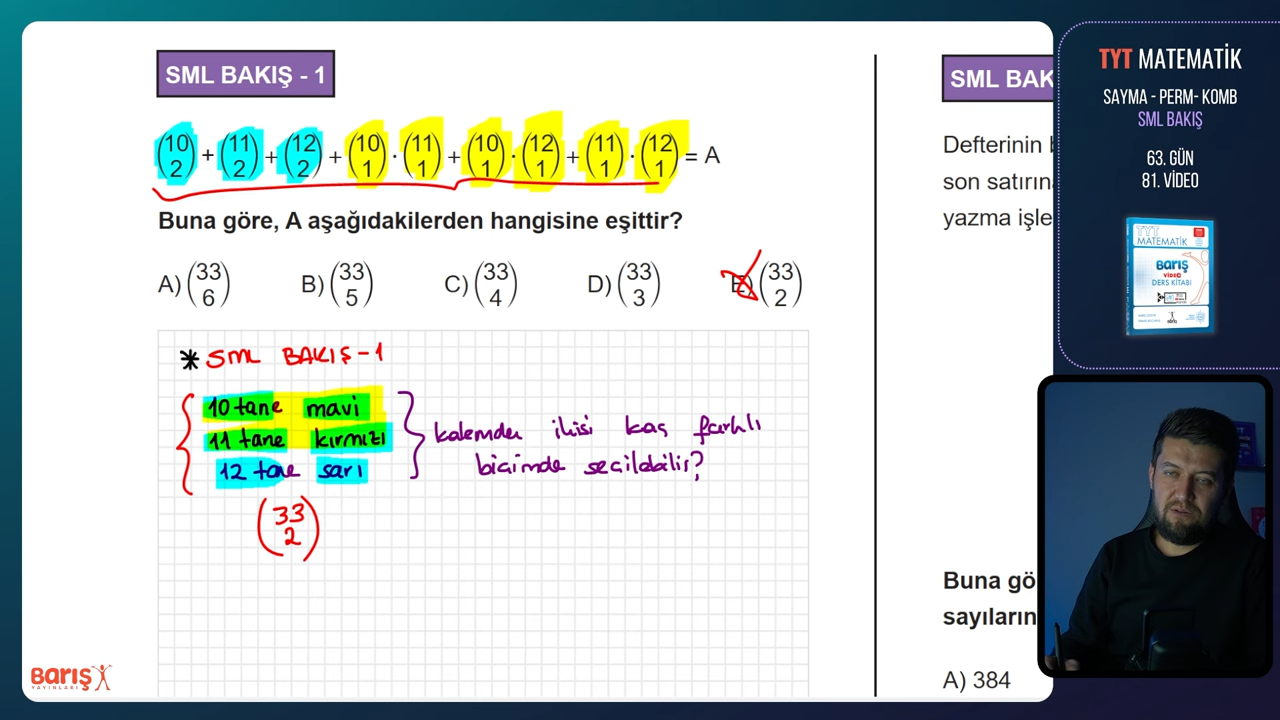 SML BAKIŞ - 1
(10 2) + (11 2) + (12 2) + (10 1) · (11 1) + (10 1) · (12 1) + (11 1) · (12 1) = A
Buna göre, A aşağıdakilerden hangisine eşittir?
A) (33 6) B) (33 5) C) (33 4) D) (33 3) E) (33 2)
* SML BAKIŞ - 1
10 tane mavi
11 tane kırmızı
12 tane sarı
kalemden ikisi kaç farklı
biçimde seçilebilir?
(33 2)
SML BAK
Defterinin
son satırın
yazma işle
Buna gö
sayıların
A) 384
TYT MATEMATİK
SAYMA - PERM- KOMB
SML BAKIŞ
63. GÜN
81. VİDEO
TYT
MATEMATİK
BARIŞ
VİDEO
DERS KİTABI
BARIŞ
YAYINLARI